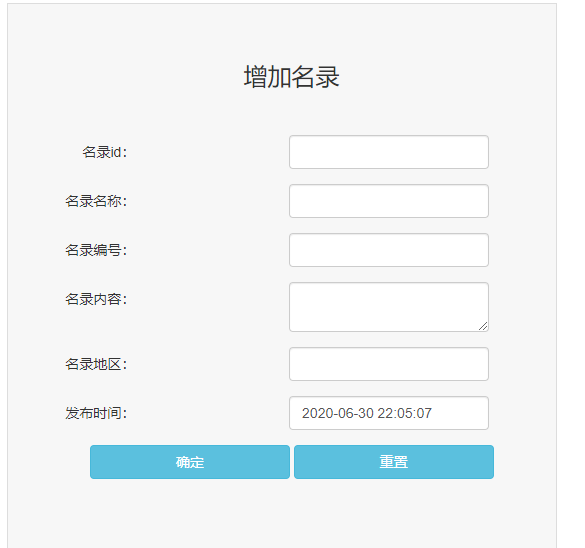 增加名录
名录id：
名录名称：
名录编号：
名录内容：
名录地区：
发布时间： 2020-06-30 22:05:07
确定 重置